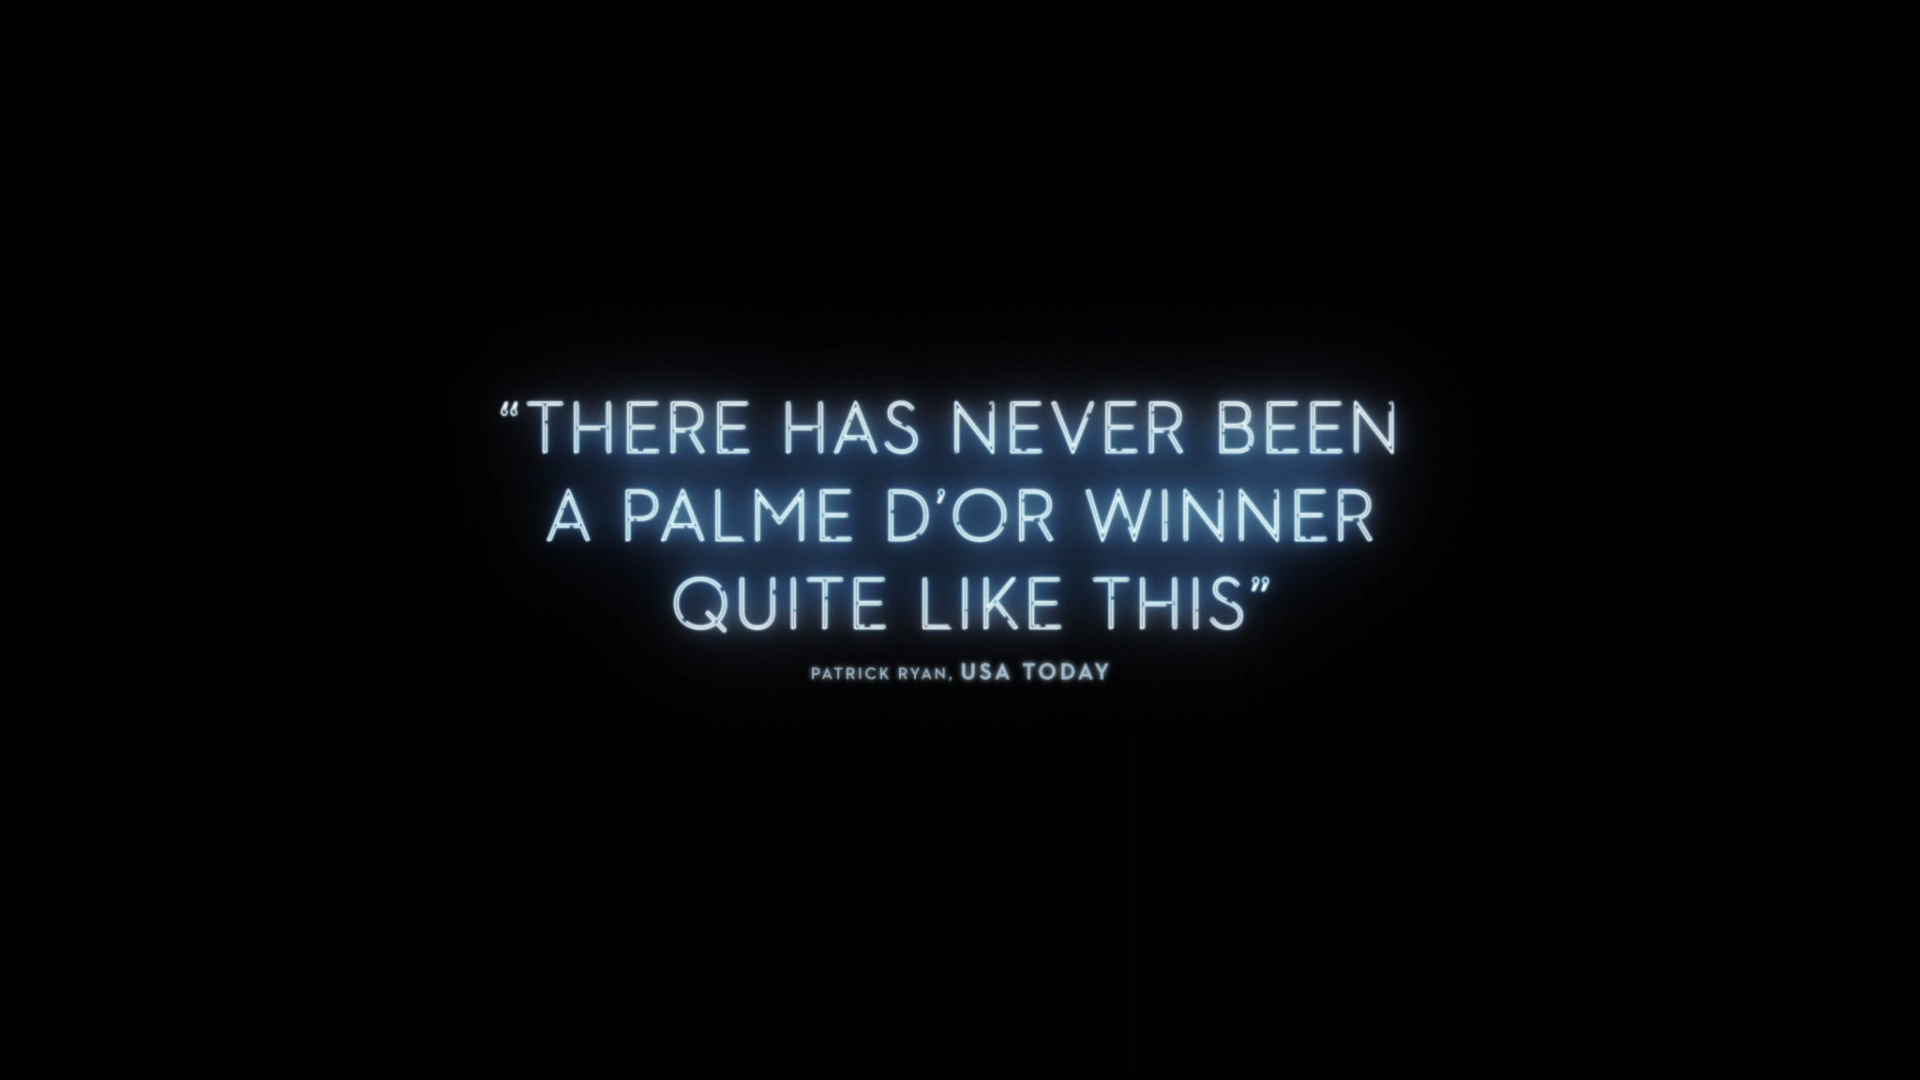 “THERE HAS NEVER BEEN
A PALME D’OR WINNER
QUITE LIKE THIS”
PATRICK RYAN, USA TODAY